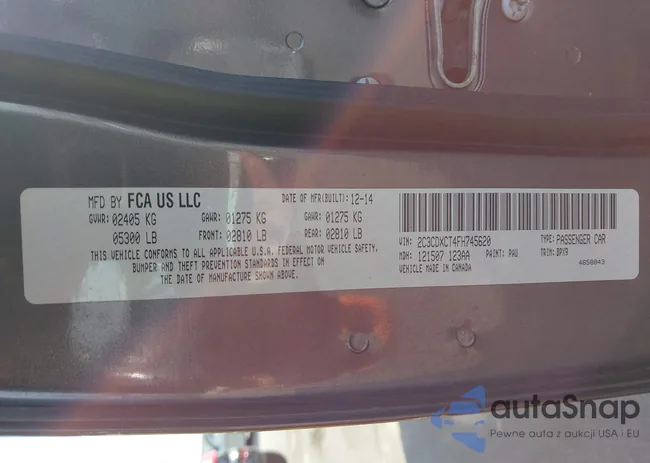 MFD BY FCA US LLC DATE OF MFR(BUILT): 12-14
GVWR: 02405 KG GAWR: 01275 KG GAWR: 01275 KG
05300 LB FRONT: 02810 LB REAR: 02810 LB
THIS VEHICLE CONFORMS TO ALL APPLICABLE U.S.A. FEDERAL MOTOR VEHICLE SAFETY,
BUMPER AND THEFT PREVENTION STANDARDS IN EFFECT ON
THE DATE OF MANUFACTURE SHOWN ABOVE.
VIN: 2C3CDXCT4FH745620 TYPE: PASSENGER CAR
MDH: 121507 123AA PAINT: PAU TRIM: BPX9
VEHICLE MADE IN CANADA 4858843
autaSnap
Pewne auta z aukcji USA i EU